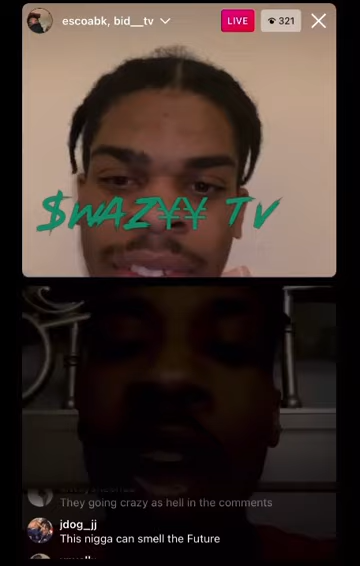 escoabk, bid__tv
LIVE
321
$WAZ¥¥ TV
They going crazy as hell in the comments
jdog_jj
This nigga can smell the Future